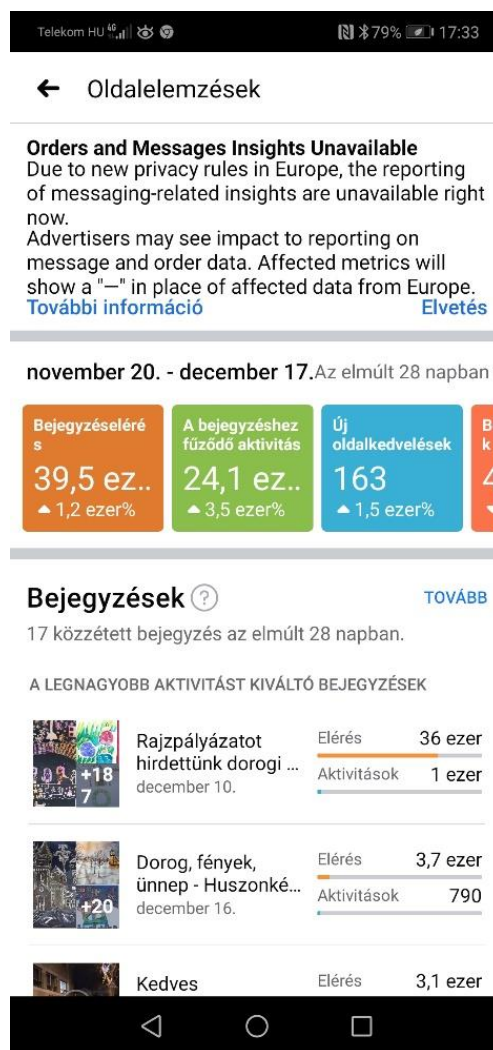 Telekom HU 4G 79% 17:33
Oldalelemzések
Orders and Messages Insights Unavailable
Due to new privacy rules in Europe, the reporting
of messaging-related insights are unavailable right
now.
Advertisers may see impact to reporting on
message and order data. Affected metrics will
show a "—" in place of affected data from Europe.
További információ Elvetés
november 20. - december 17. Az elmúlt 28 napban
Bejegyzéseléré
s
39,5 ez..
1,2 ezer%
A bejegyzéshez
fűződő aktivitás
24,1 ez..
3,5 ezer%
Új
oldalkedvelések
163
1,5 ezer%
B
k
4
Bejegyzések ? TOVÁBB
17 közzétett bejegyzés az elmúlt 28 napban.
A LEGNAGYOBB AKTIVITÁST KIVÁLTÓ BEJEGYZÉSEK
+18
7
Rajzpályázatot
hirdettünk dorogi ...
december 10.
Elérés 36 ezer
Aktivitások 1 ezer
+20
Dorog, fények,
ünnep - Huszonké...
december 16.
Elérés 3,7 ezer
Aktivitások 790
Kedves
Elérés 3,1 ezer